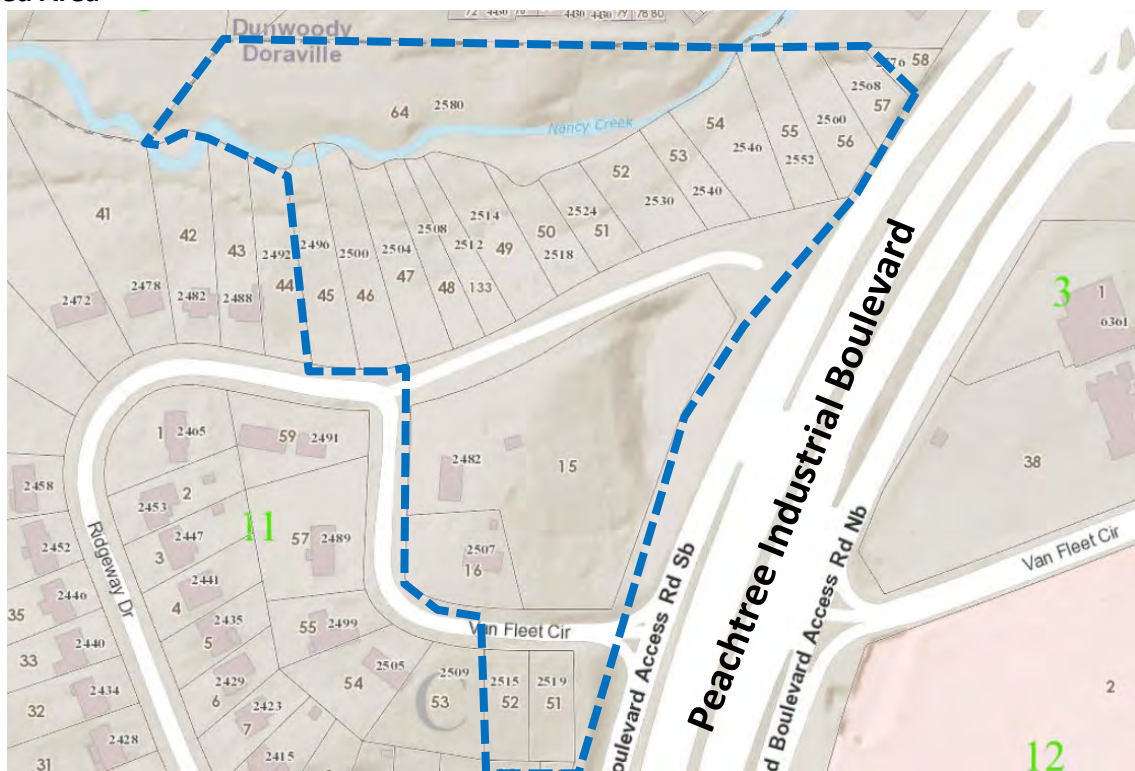 72 4430 4430 4430 79 78 80
Dunwoody
Doraville
58
2568
57
64 2580
Nancy Creek
54 55 2560
56
2546 2552
53
52
2530 2540
2524
51
50
2518
2514
2508 2512 49
2504 47 48 133
2500 46
2496 45
2492 44
41 42 43
2472 2478 2482 2488
3 1
6361
38
Peachtree Industrial Boulevard
1 2465 59 2491
2482
15
2458 2453 2
2452 2447 3
11 57 2489
2507
16
Ridgeway Dr
2446 2441 4
35
2440 2435 5
33
55 2499
Van Fleet Cir
Van Fleet Cir
2434 2429 6
32
2505
54
2509 2515 2519
C 53 52 51
2423 7
2428 2415
31
oulevard Access Rd Sb
d Boulevard Access Rd Nb
2
12